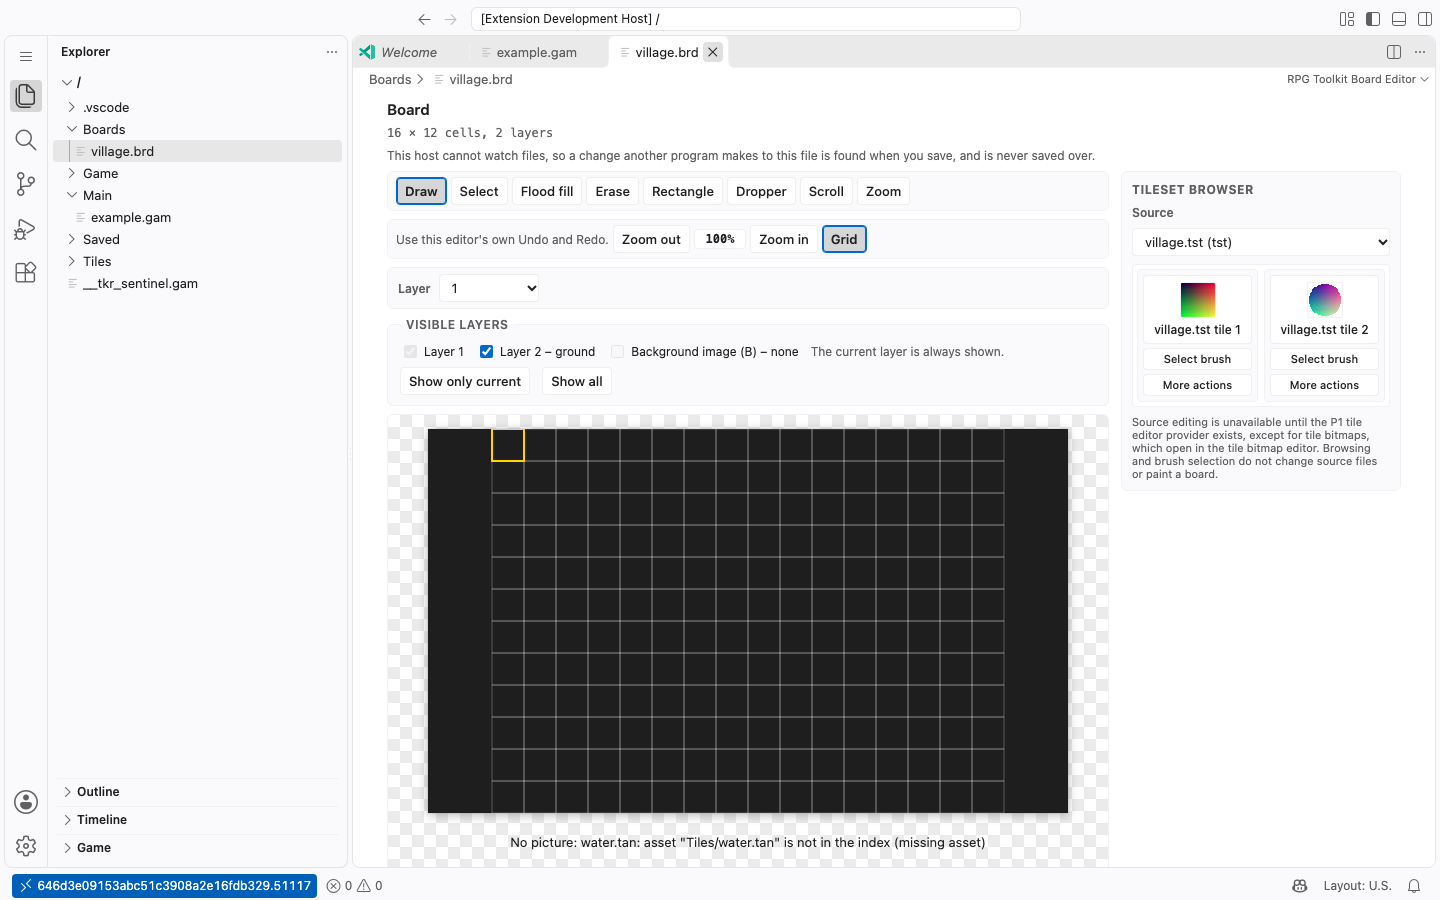 [Extension Development Host] /
Explorer
/
.vscode
Boards
village.brd
Game
Main
example.gam
Saved
Tiles
__tkr_sentinel.gam
Outline
Timeline
Game
Welcome
example.gam
village.brd
Boards
village.brd
RPG Toolkit Board Editor
Board
16 × 12 cells, 2 layers
This host cannot watch files, so a change another program makes to this file is found when you save, and is never saved over.
Draw
Select
Flood fill
Erase
Rectangle
Dropper
Scroll
Zoom
Use this editor's own Undo and Redo.
Zoom out
100%
Zoom in
Grid
Layer
1
VISIBLE LAYERS
Layer 1
Layer 2 – ground
Background image (B) – none
The current layer is always shown.
Show only current
Show all
No picture: water.tan: asset "Tiles/water.tan" is not in the index (missing asset)
TILESET BROWSER
Source
village.tst (tst)
village.tst tile 1
Select brush
More actions
village.tst tile 2
Select brush
More actions
Source editing is unavailable until the P1 tile
editor provider exists, except for tile bitmaps,
which open in the tile bitmap editor. Browsing
and brush selection do not change source files
or paint a board.
646d3e09153abc51c3908a2e16fdb329.51117
0
0
Layout: U.S.